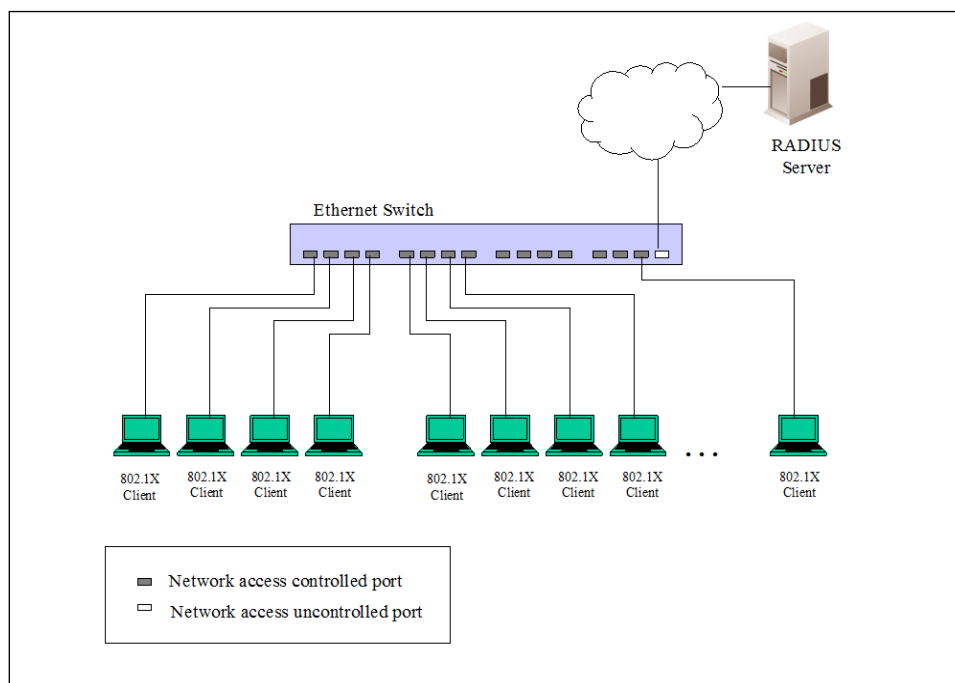 RADIUS
Server
Ethernet Switch
802.1X
Client
802.1X
Client
802.1X
Client
802.1X
Client
802.1X
Client
802.1X
Client
802.1X
Client
802.1X
Client
...
802.1X
Client
Network access controlled port
Network access uncontrolled port